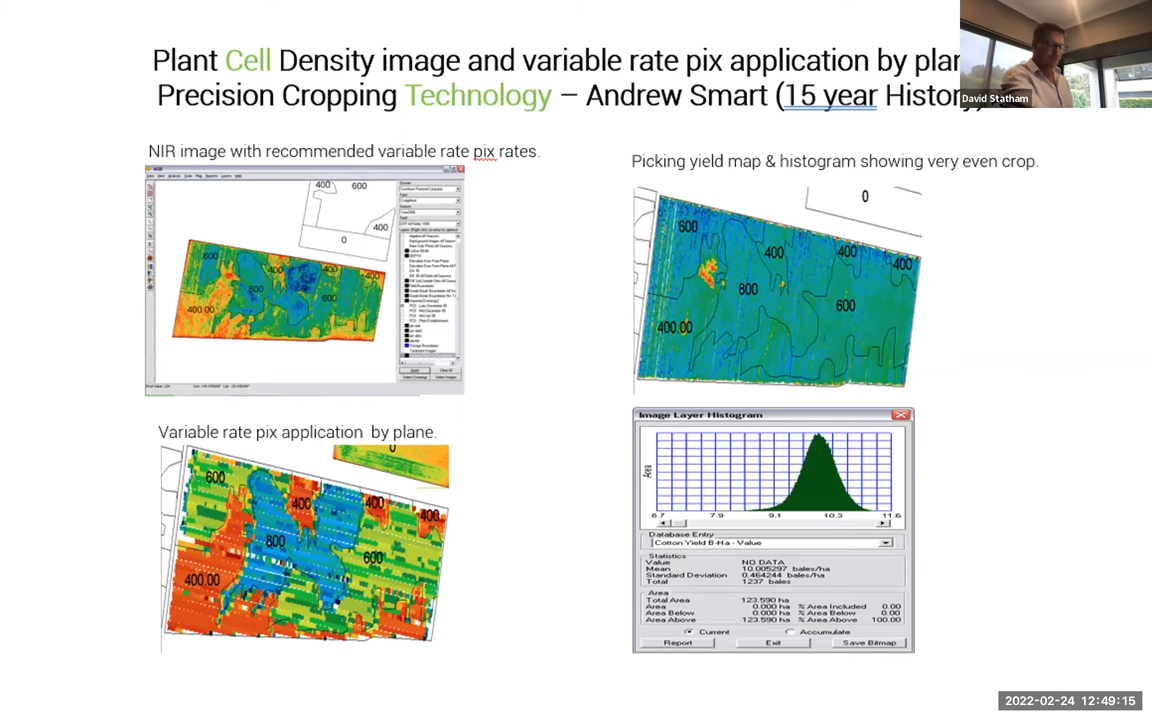 Plant Cell Density image and variable rate pix application by plan
Precision Cropping Technology – Andrew Smart (15 year History)
David Statham
NIR image with recommended variable rate pix rates.
400
600
400
0
600
400
400
400
800
600
400.00
Variable rate pix application by plane.
0
600
400
400
400
800
600
400.00
Picking yield map & histogram showing very even crop.
0
600
400
400
400
800
600
400.00
Image Layer Histogram
Area
6.7 7.9 9.1 10.3 11.6
Database Entry
Cotton Yield B-Ha - Value
Statistics
Value NO DATA
Mean 10.005297 bales/ha
Standard Deviation 0.464244 bales/ha
Total 1237 bales
Area
Total Area 123.590 ha
Area 0.000 ha % Area Included 0.00
Area Below 0.000 ha % Area Below 0.00
Area Above 123.590 ha % Area Above 100.00
Current Accumulate
Report Exit Save Bitmap
2022-02-24 12:49:15